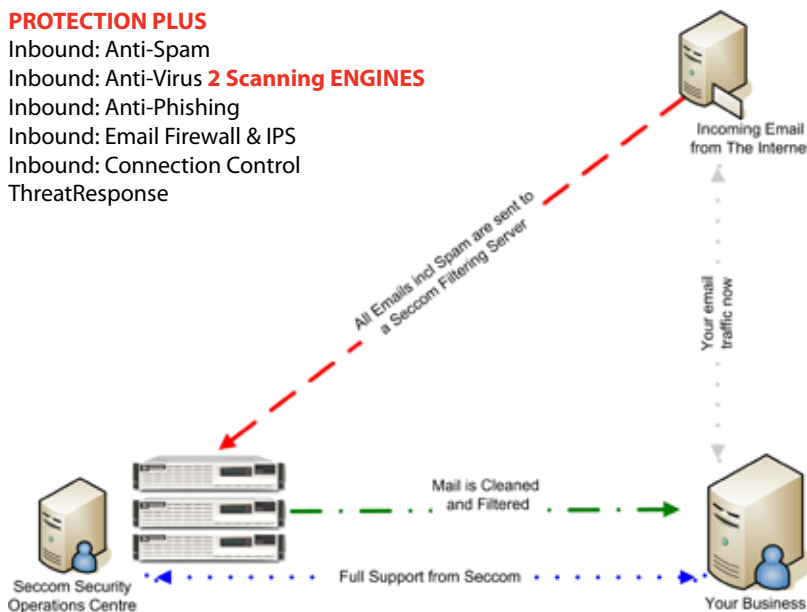 PROTECTION PLUS
Inbound: Anti-Spam
Inbound: Anti-Virus 2 Scanning ENGINES
Inbound: Anti-Phishing
Inbound: Email Firewall & IPS
Inbound: Connection Control
ThreatResponse
Incoming Email
from The Internet
All Emails incl Spam are sent to
a Seccom Filtering Server
Your email
traffic now
Mail is Cleaned
and Filtered
Full Support from Seccom
Seccom Security
Operations Centre
Your Business